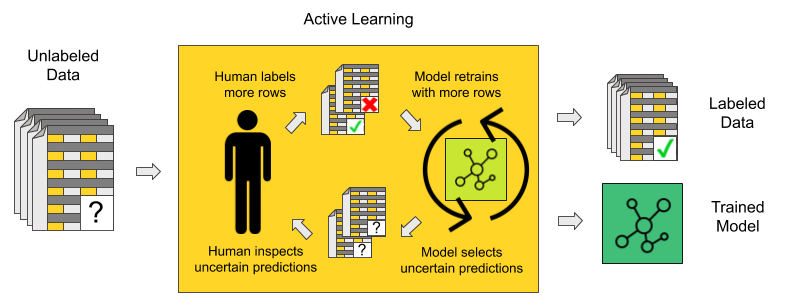 Active Learning
Unlabeled
Data
Human labels
more rows
Model retrains
with more rows
Labeled
Data
?
?
?
Human inspects
uncertain predictions
Model selects
uncertain predictions
Trained
Model